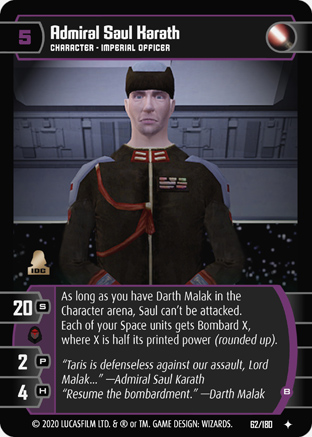 5
Admiral Saul Karath
CHARACTER - IMPERIAL OFFICER
IDC
20 S
As long as you have Darth Malak in the
Character arena, Saul can't be attacked.
Each of your Space units gets Bombard X,
where X is half its printed power (rounded up).
2 P
"Taris is defenseless against our assault, Lord
Malak..." —Admiral Saul Karath
4 H
"Resume the bombardment." —Darth Malak
B
© 2020 LUCASFILM LTD. & ® or TM. GAME DESIGN: WIZARDS.
62/180